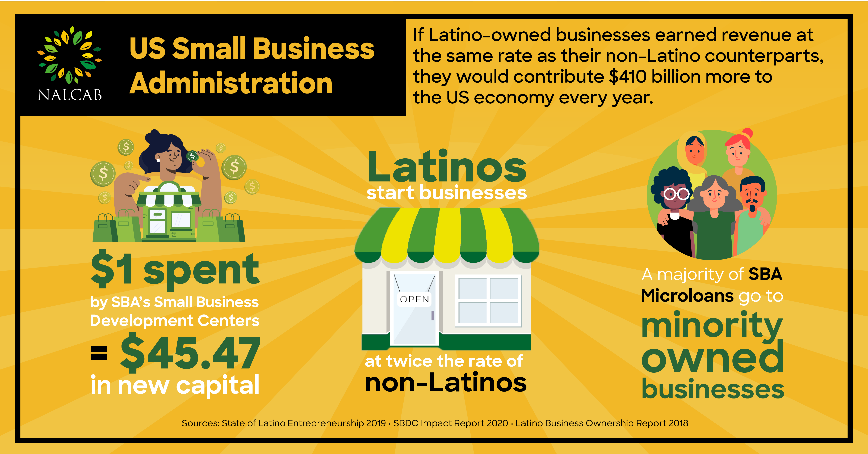 NALCAB
US Small Business
Administration
If Latino-owned businesses earned revenue at
the same rate as their non-Latino counterparts,
they would contribute $410 billion more to
the US economy every year.
$1 spent
by SBA's Small Business
Development Centers
= $45.47
in new capital
Latinos
start businesses
OPEN
at twice the rate of
non-Latinos
A majority of SBA
Microloans go to
minority
owned
businesses
Sources: State of Latino Entrepreneurship 2019 • SBDC Impact Report 2020 • Latino Business Ownership Report 2018